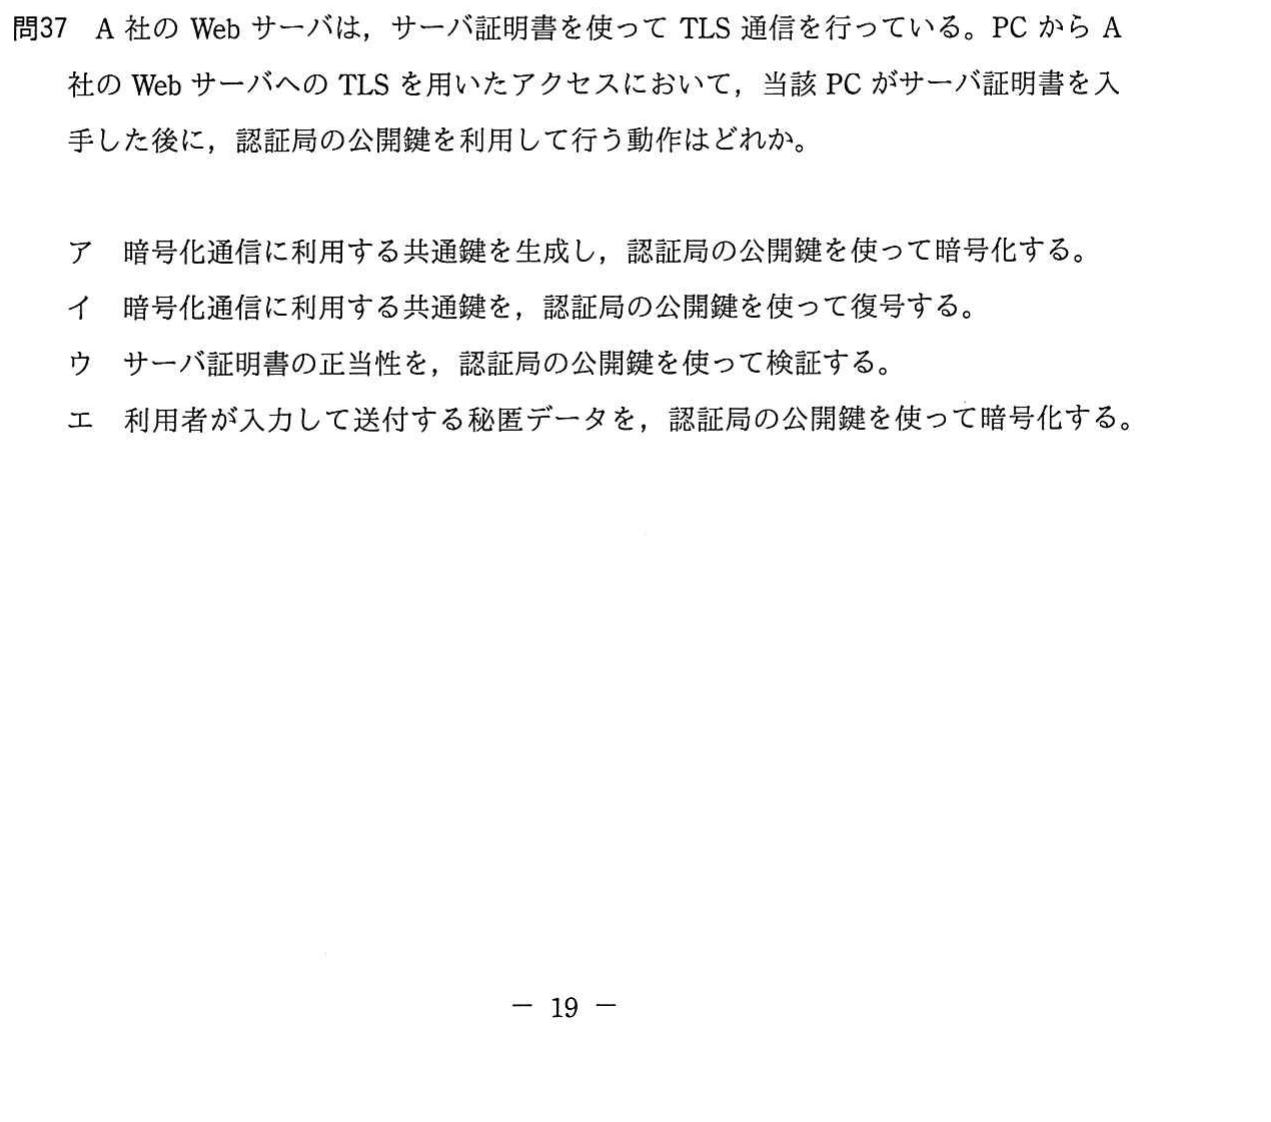 問37 A 社の Web サーバは，サーバ証明書を使って TLS 通信を行っている。PC から A
社の Web サーバへの TLS を用いたアクセスにおいて，当該 PC がサーバ証明書を入
手した後に，認証局の公開鍵を利用して行う動作はどれか。
ア 暗号化通信に利用する共通鍵を生成し，認証局の公開鍵を使って暗号化する。
イ 暗号化通信に利用する共通鍵を，認証局の公開鍵を使って復号する。
ウ サーバ証明書の正当性を，認証局の公開鍵を使って検証する。
エ 利用者が入力して送付する秘匿データを，認証局の公開鍵を使って暗号化する。
－ 19 －